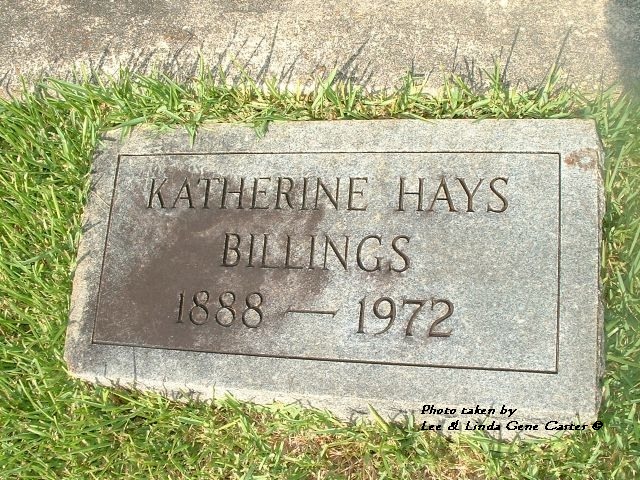 KATHERINE HAYS
BILLINGS
1888 — 1972
Photo taken by
Lee & Linda Gene Carter ©